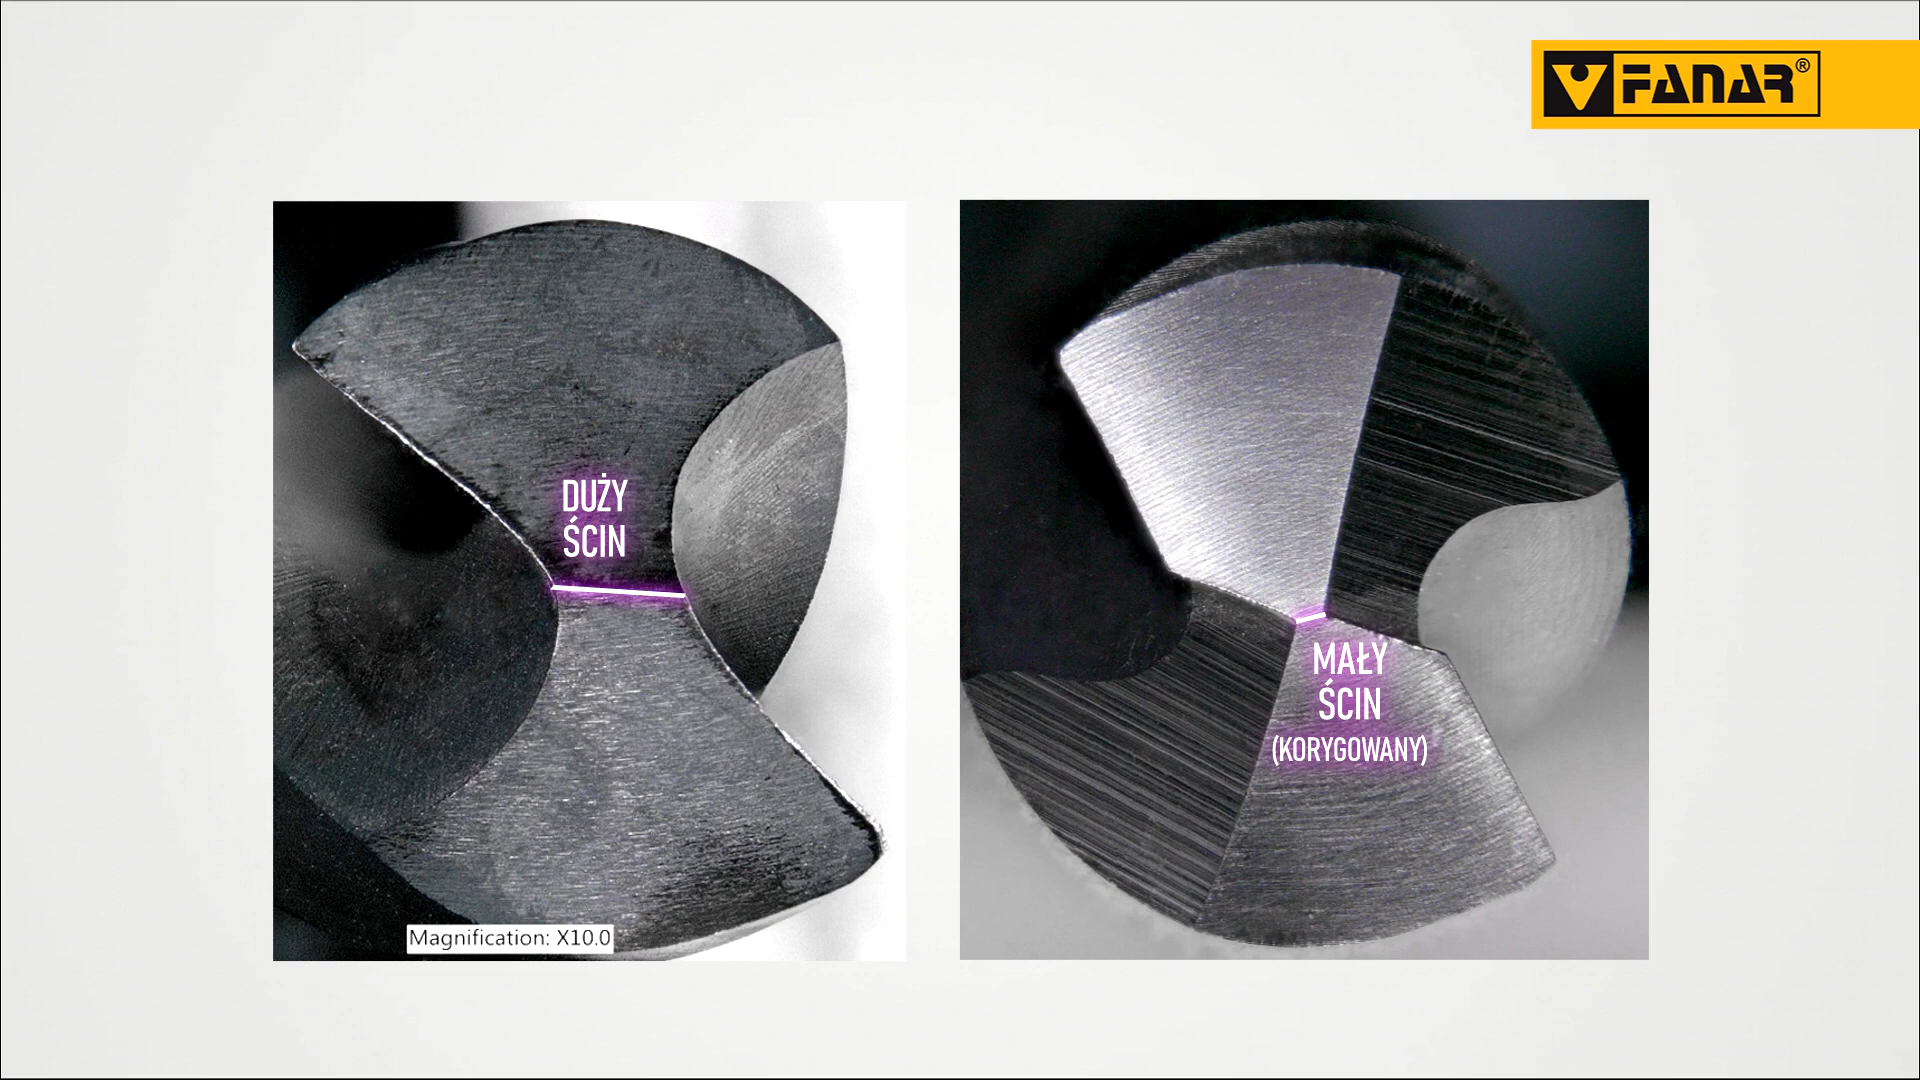 FANAR®
DUŻY
ŚCIN
MAŁY
ŚCIN
(KORYGOWANY)
Magnification: X10.0